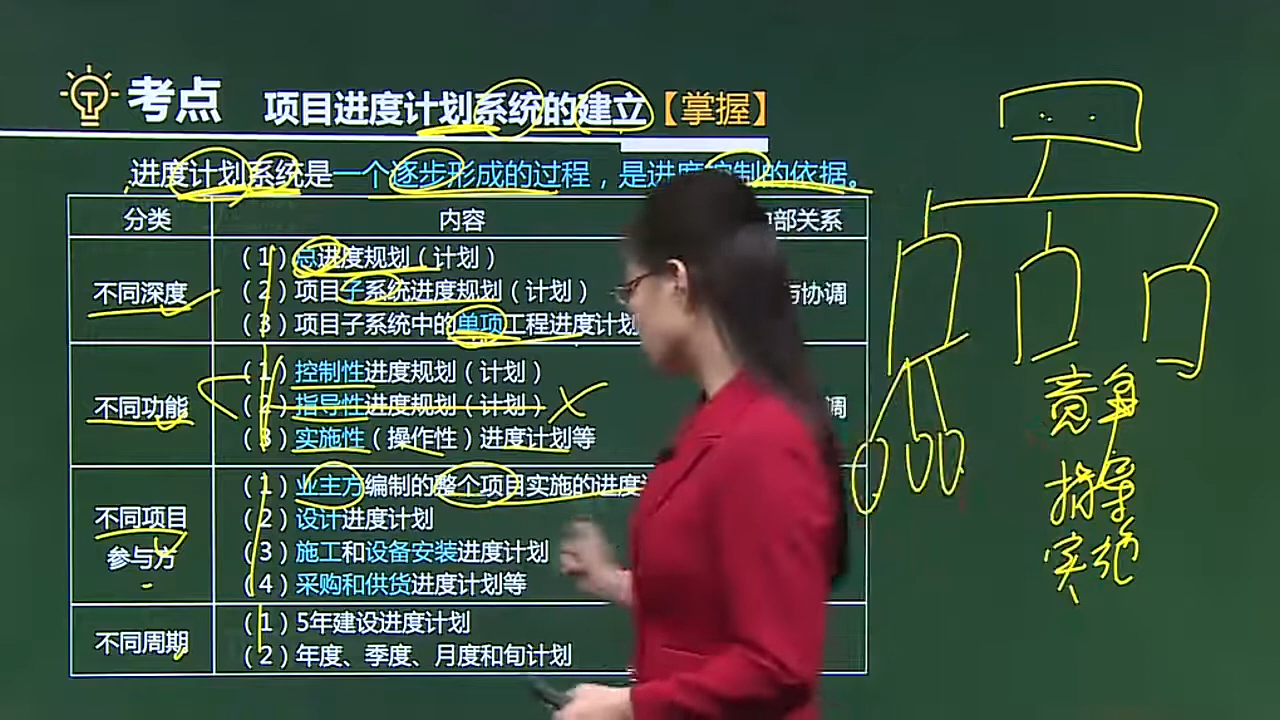 考点 项目进度计划系统的建立【掌握】
进度计划系统是一个逐步形成的过程，是进度编制的依据。
分类 内容 内部关系
不同深度
（1）总进度规划（计划）
（2）项目子系统进度规划（计划）
（3）项目子系统中的单项工程进度计划
与协调
不同功能
（1）控制性进度规划（计划）
（2）指导性进度规划（计划）
（3）实施性（操作性）进度计划等
调
不同项目参与方
（1）业主方编制的整个项目实施的进度
（2）设计进度计划
（3）施工和设备安装进度计划
（4）采购和供货进度计划等
不同周期
（1）5年建设进度计划
（2）年度、季度、月度和旬计划
指导
实施